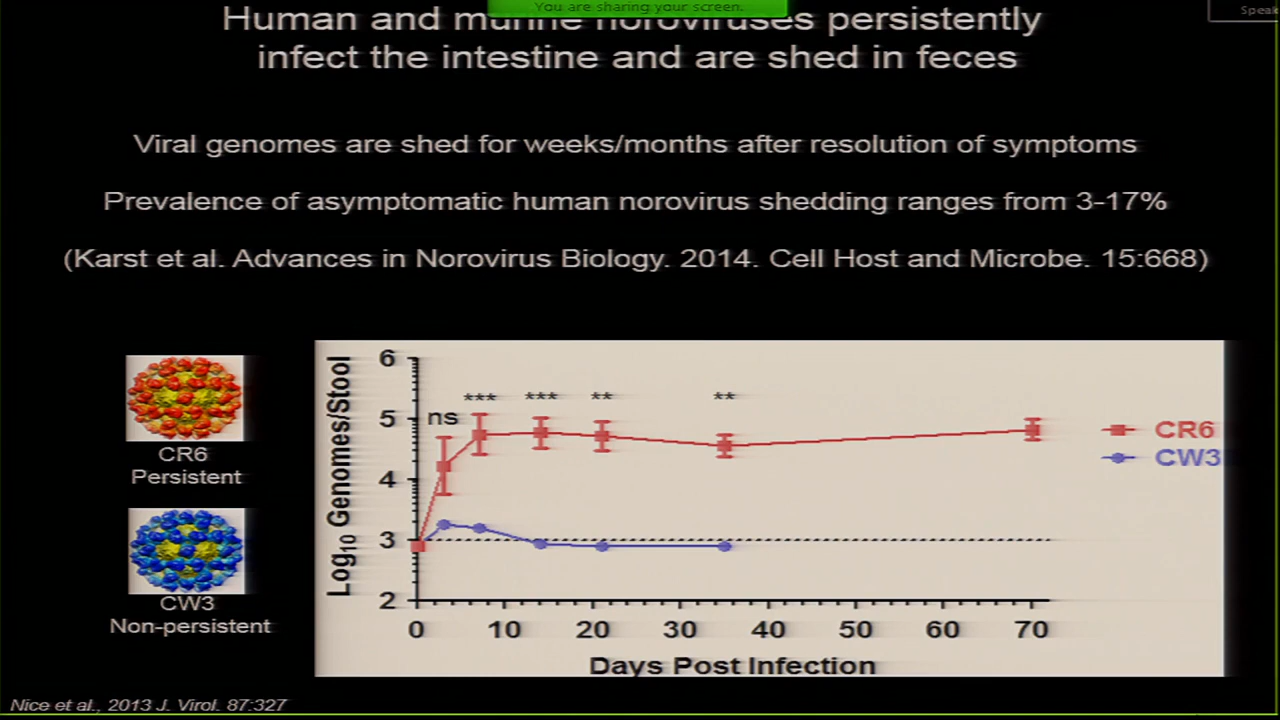 You are sharing your screen.
Speak
Human and murine noroviruses persistently
infect the intestine and are shed in feces
Viral genomes are shed for weeks/months after resolution of symptoms
Prevalence of asymptomatic human norovirus shedding ranges from 3-17%
(Karst et al. Advances in Norovirus Biology. 2014. Cell Host and Microbe. 15:668)
CR6
Persistent
CW3
Non-persistent
Log10 Genomes/Stool
6
5
4
3
2
ns
***
***
**
**
CR6
CW3
0 10 20 30 40 50 60 70
Days Post Infection
Nice et al., 2013 J. Virol. 87:327